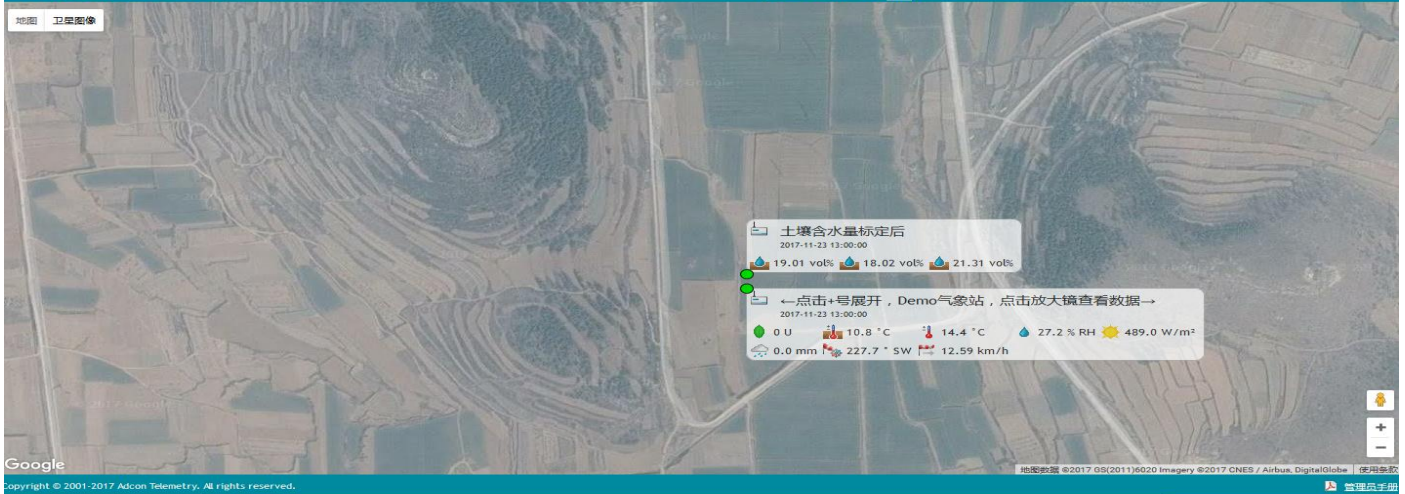 地图 卫星图像
土壤含水量标定后
2017-11-23 13:00:00
19.01 vol% 18.02 vol% 21.31 vol%
←点击+号展开，Demo气象站，点击放大镜查看数据→
2017-11-23 13:00:00
0 U 10.8 °C 14.4 °C 27.2 % RH 489.0 W/m²
0.0 mm 227.7 ° SW 12.59 km/h
+
−
Google
地图数据 ©2017 GS(2011)6020 Imagery ©2017 CNES / Airbus, DigitalGlobe 使用条款
Copyright © 2001-2017 Adcon Telemetry. All rights reserved. 管理员手册